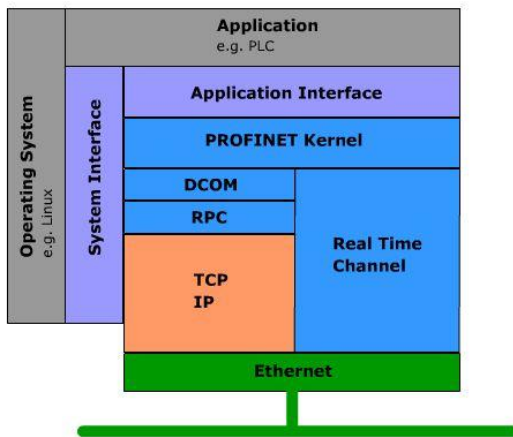 Application
e.g. PLC
Operating System
e.g. Linux
System Interface
Application Interface
PROFINET Kernel
DCOM
RPC
Real Time
Channel
TCP
IP
Ethernet